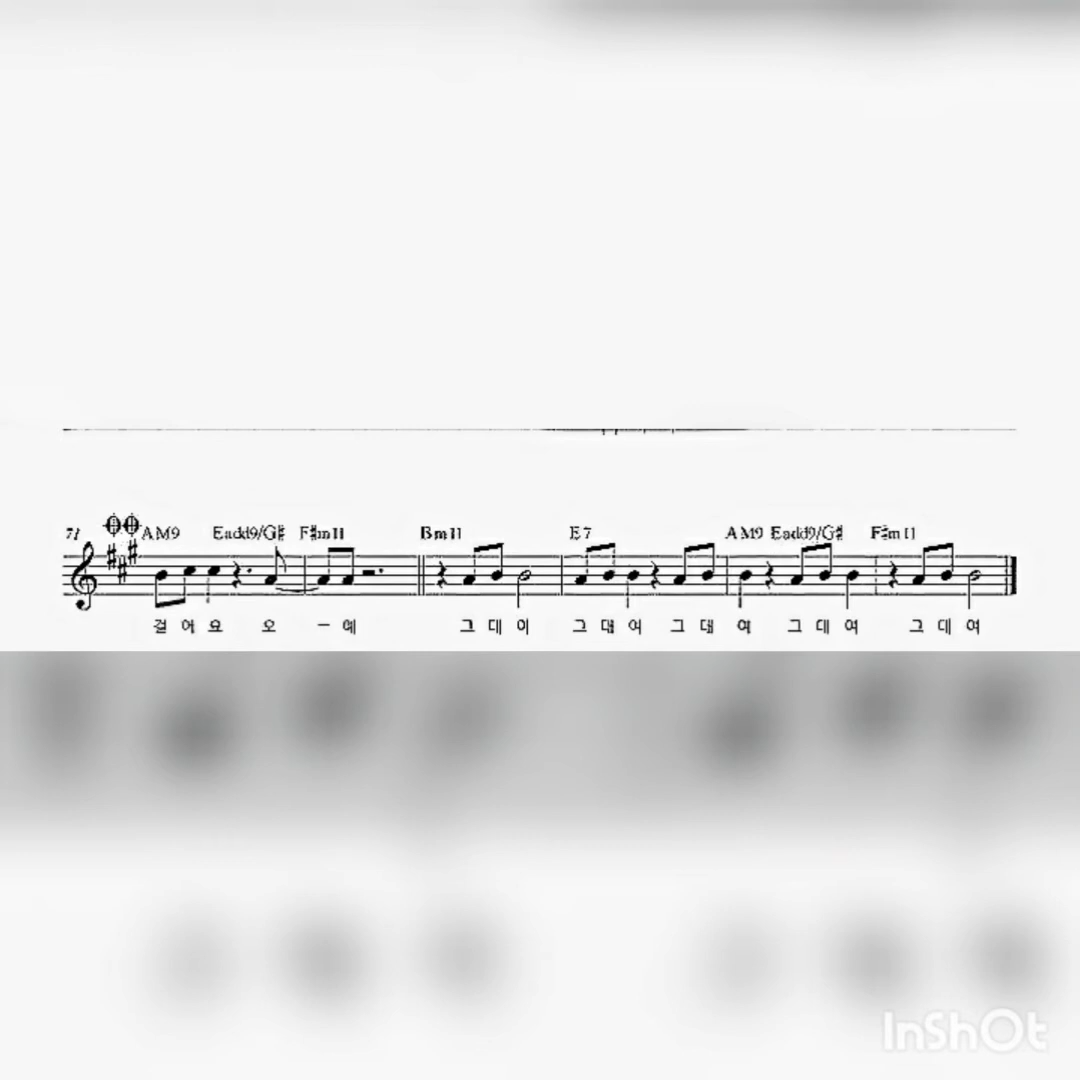 71 AM9 Eadd9/G# F#m11 Bm11 E7 AM9 Eadd9/G# F#m11
걸 어 요 오 - 예 그 대 여 그 대 여 그 대 여 그 대 여 그 대 여
InShOt